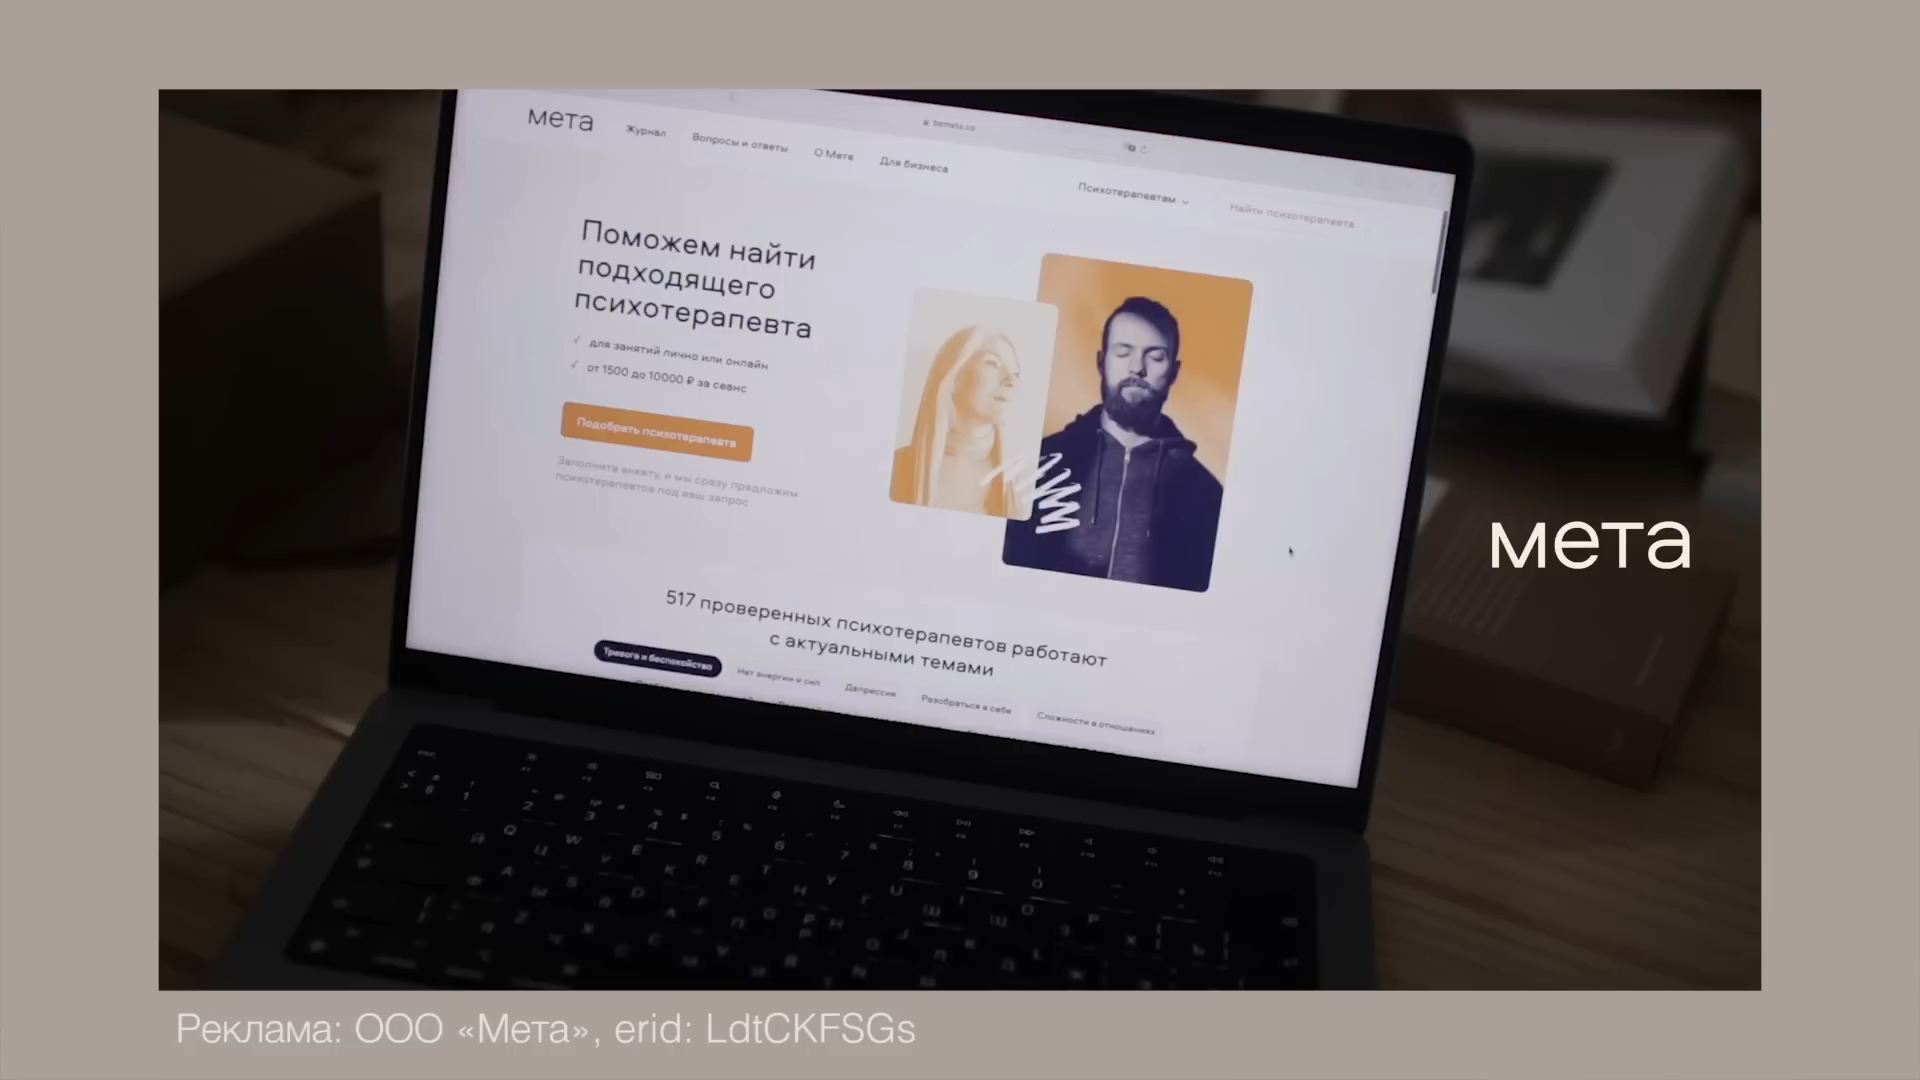 мета
Журнал
Вопросы и ответы
О Мете
Для бизнеса
bemeta.co
Психотерапевтам
Найти психотерапевта
Поможем найти
подходящего
психотерапевта
✓ для занятий лично или онлайн
✓ от 1500 до 10000 ₽ за сеанс
Подобрать психотерапевта
Заполните анкету, и мы сразу предложим
психотерапевтов под ваш запрос
517 проверенных психотерапевтов работают
с актуальными темами
Тревога и беспокойство
Нет энергии и сил
Депрессия
Разобраться в себе
Сложности в отношениях
мета
Реклама: ООО «Мета», erid: LdtCKFSGs